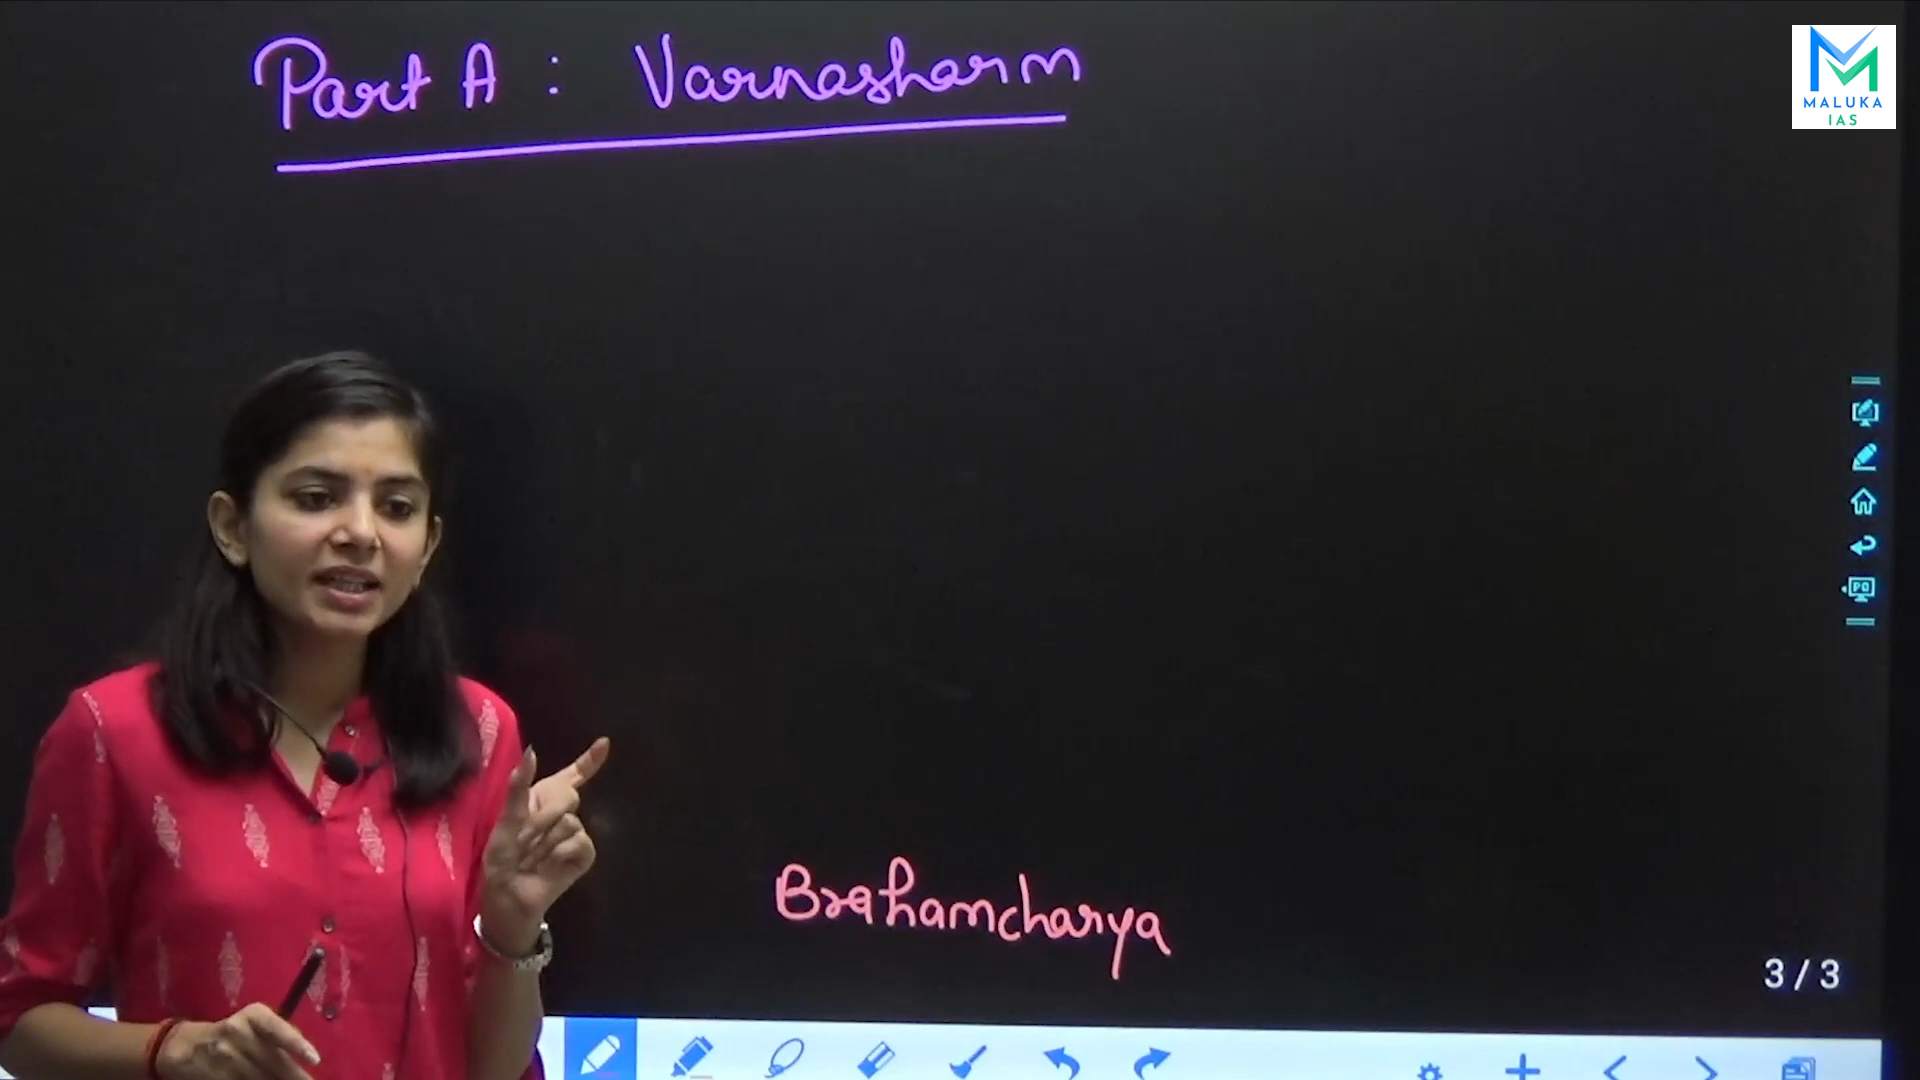 Part A : Varnasharm
MALUKA
IAS
Brahamcharya
3/3